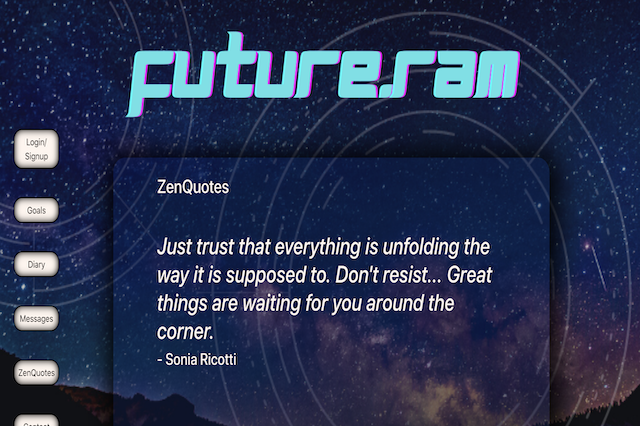 future.ram
Login/
Signup
Goals
Diary
Messages
ZenQuotes
Contact
ZenQuotes
Just trust that everything is unfolding the
way it is supposed to. Don't resist... Great
things are waiting for you around the
corner.
- Sonia Ricotti